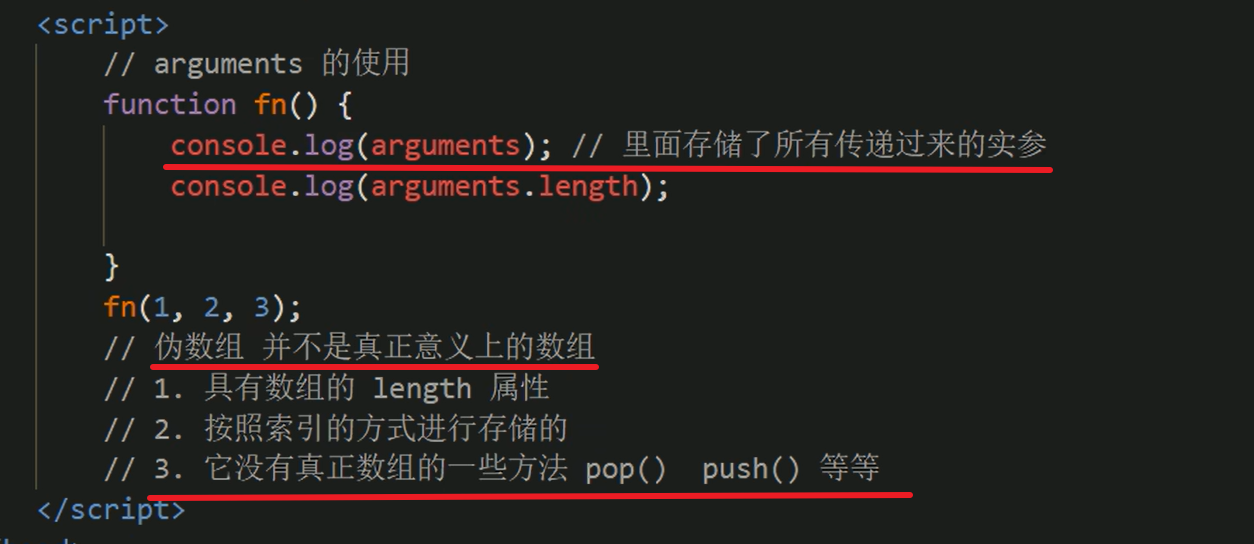 <script>
// arguments 的使用
function fn() {
console.log(arguments); // 里面存储了所有传递过来的实参
console.log(arguments.length);
}
fn(1, 2, 3);
// 伪数组 并不是真正意义上的数组
// 1. 具有数组的 length 属性
// 2. 按照索引的方式进行存储的
// 3. 它没有真正数组的一些方法 pop() push() 等等
</script>